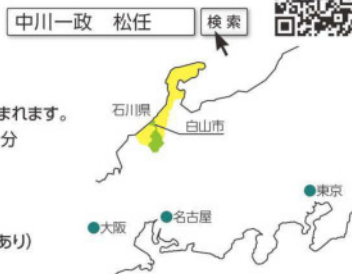 中川一政　松任
検索
まれます。
石川県
分
白山市
東京
名古屋
大阪
あり）